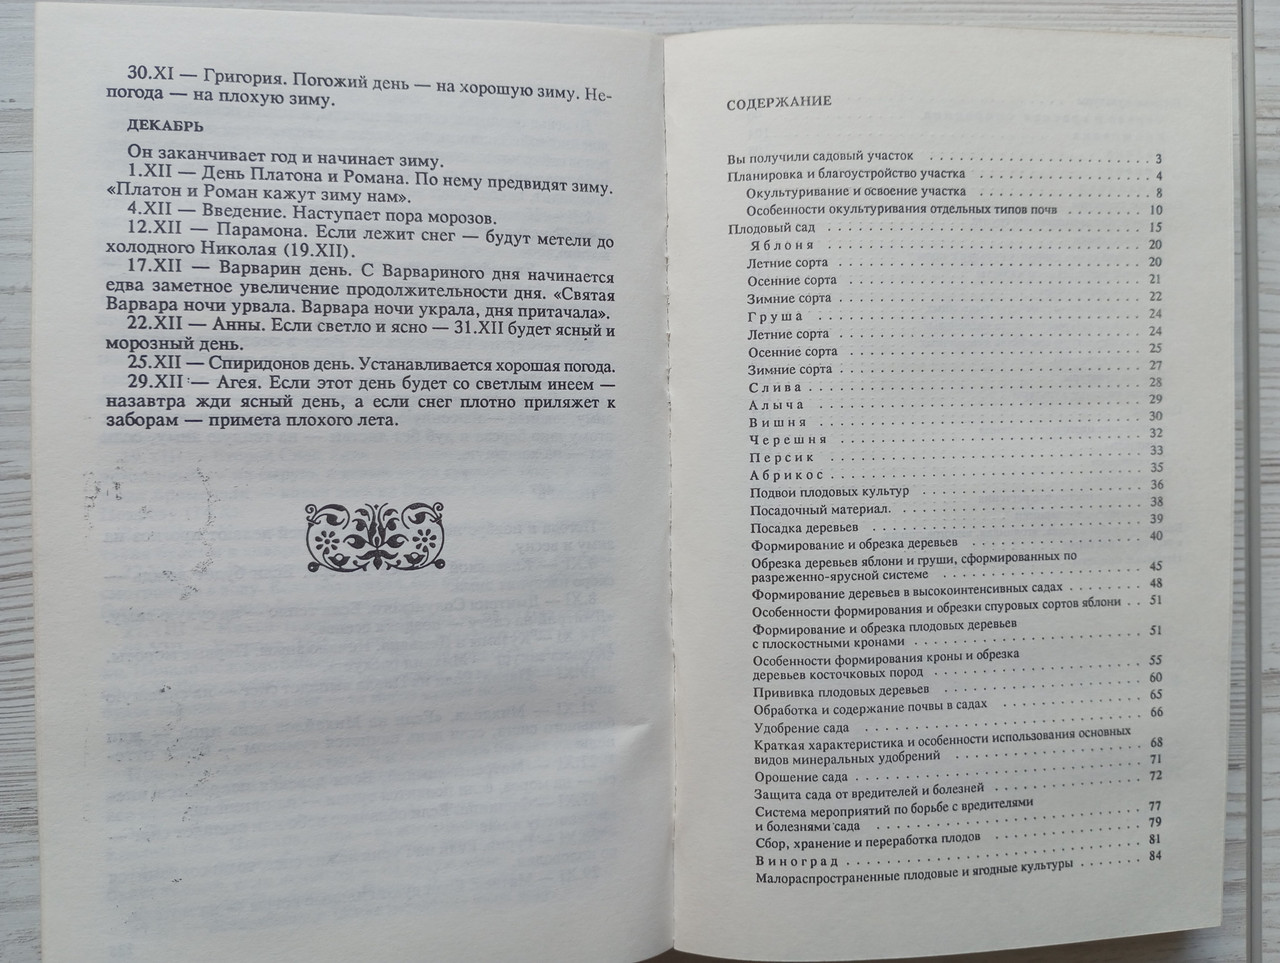 30.XI — Григория. Погожий день — на хорошую зиму. Не-
погода — на плохую зиму.
ДЕКАБРЬ
Он заканчивает год и начинает зиму.
1.XII — День Платона и Романа. По нему предвидят зиму.
«Платон и Роман кажут зиму нам».
4.XII — Введение. Наступает пора морозов.
12.XII — Парамона. Если лежит снег — будут метели до
холодного Николая (19.XII).
17.XII — Варварин день. С Варвариного дня начинается
едва заметное увеличение продолжительности дня. «Святая
Варвара ночи урвала. Варвара ночи украла, дня притачала».
22.XII — Анны. Если светло и ясно — 31.XII будет ясный и
морозный день.
25.XII — Спиридонов день. Устанавливается хорошая погода.
29.XII — Агея. Если этот день будет со светлым инеем —
назавтра жди ясный день, а если снег плотно приляжет к
заборам — примета плохого лета.
СОДЕРЖАНИЕ
Вы получили садовый участок . . . . . . . . . . 3
Планировка и благоустройство участка . . . . . . . . . . 4
Окультуривание и освоение участка . . . . . . . . . . 8
Особенности окультуривания отдельных типов почв . . . . . . . . 10
Плодовый сад . . . . . . . . . . 15
Яблоня . . . . . . . . . . 20
Летние сорта . . . . . . . . . . 20
Осенние сорта . . . . . . . . . . 21
Зимние сорта . . . . . . . . . . 22
Груша . . . . . . . . . . 24
Летние сорта . . . . . . . . . . 24
Осенние сорта . . . . . . . . . . 25
Зимние сорта . . . . . . . . . . 27
Слива . . . . . . . . . . 28
Алыча . . . . . . . . . . 29
Вишня . . . . . . . . . . 30
Черешня . . . . . . . . . . 32
Персик . . . . . . . . . . 33
Абрикос . . . . . . . . . . 35
Подвои плодовых культур . . . . . . . . . . 36
Посадочный материал. . . . . . . . . . . 38
Посадка деревьев . . . . . . . . . . 39
Формирование и обрезка деревьев . . . . . . . . . . 40
Обрезка деревьев яблони и груши, сформированных по
разреженно-ярусной системе . . . . . . . . . . 45
Формирование деревьев в высокоинтенсивных садах . . . . . . . . 48
Особенности формирования и обрезки спуровых сортов яблони . . 51
Формирование и обрезка плодовых деревьев
с плоскостными кронами . . . . . . . . . . 51
Особенности формирования кроны и обрезка
деревьев косточковых пород . . . . . . . . . . 55
Прививка плодовых деревьев . . . . . . . . . . 60
Обработка и содержание почвы в садах . . . . . . . . . . 65
Удобрение сада . . . . . . . . . . 66
Краткая характеристика и особенности использования основных
видов минеральных удобрений . . . . . . . . . . 68
Орошение сада . . . . . . . . . . 71
Защита сада от вредителей и болезней . . . . . . . . . . 72
Система мероприятий по борьбе с вредителями
и болезнями сада . . . . . . . . . . 77
Сбор, хранение и переработка плодов . . . . . . . . . . 79
Виноград . . . . . . . . . . 81
Малораспространенные плодовые и ягодные культуры . . . . . . . 84